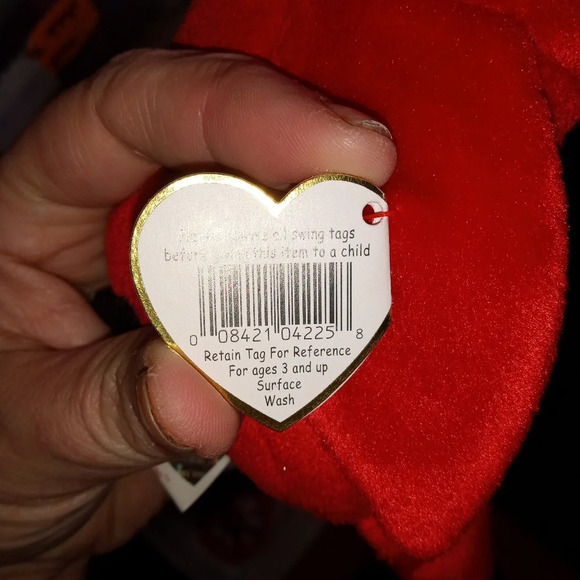 all swing tags
before giving this item to a child
0 08421 04225 8
Retain Tag For Reference
For ages 3 and up
Surface
Wash